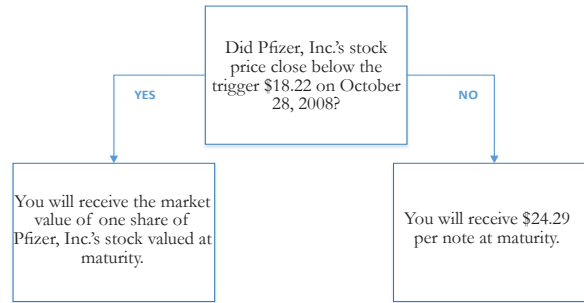 Did Pfizer, Inc.'s stock
price close below the
trigger $18.22 on October
28, 2008?
YES
NO
You will receive the market
value of one share of
Pfizer, Inc.'s stock valued at
maturity.
You will receive $24.29
per note at maturity.